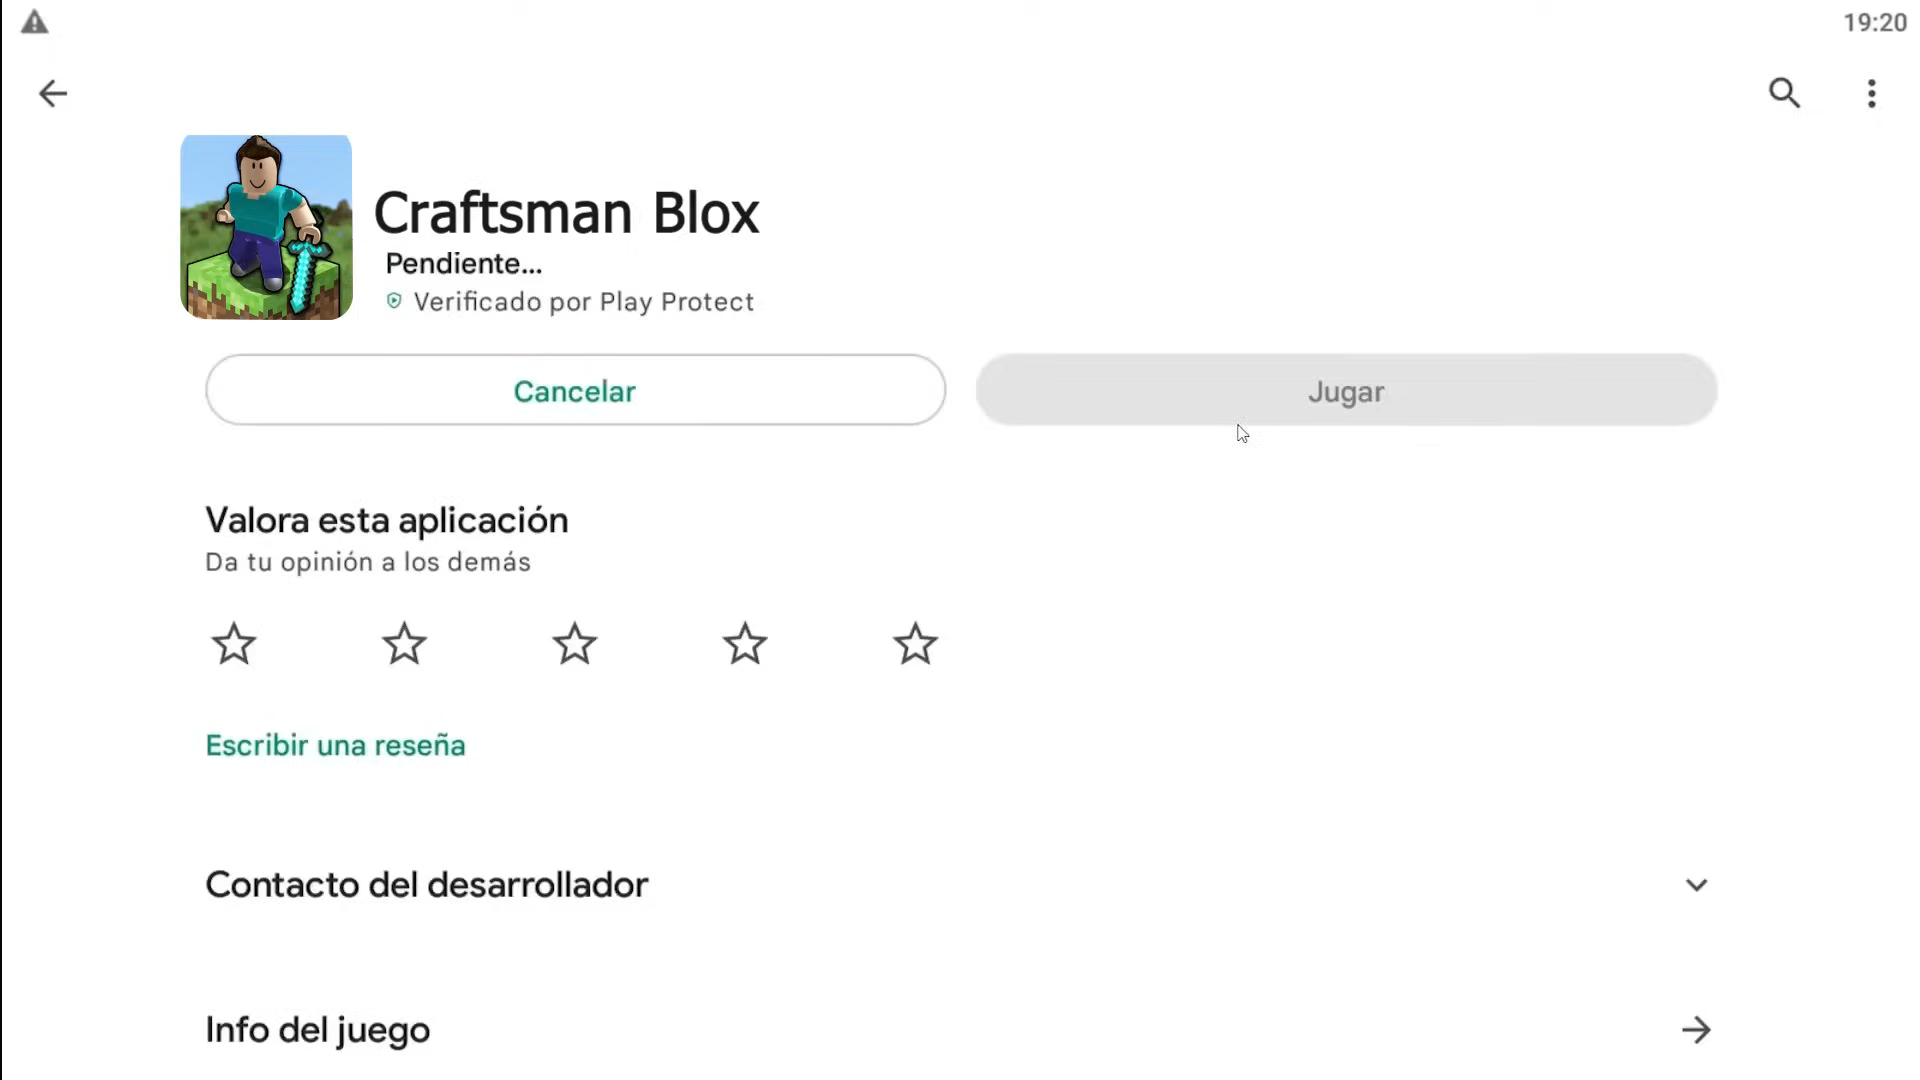 19:20
Craftsman Blox
Pendiente...
Verificado por Play Protect
Cancelar
Jugar
Valora esta aplicación
Da tu opinión a los demás
Escribir una reseña
Contacto del desarrollador
Info del juego